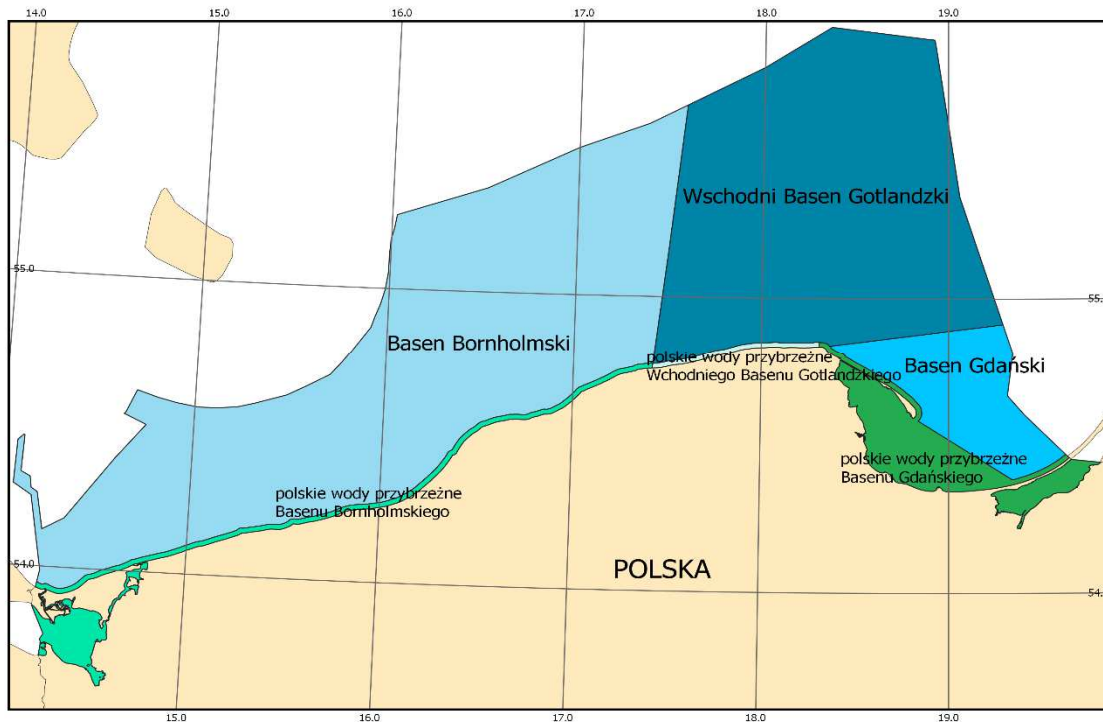 14.0 15.0 16.0 17.0 18.0 19.0
Wschodni Basen Gotlandzki
55.0 55.
Basen Bornholmski
polskie wody przybrzeżne
Wchodniego Basenu Gotlandzkiego
Basen Gdański
polskie wody przybrzeżne
Basenu Gdańskiego
polskie wody przybrzeżne
Basenu Bornholmskiego
54.0 54.
POLSKA
15.0 16.0 17.0 18.0 19.0